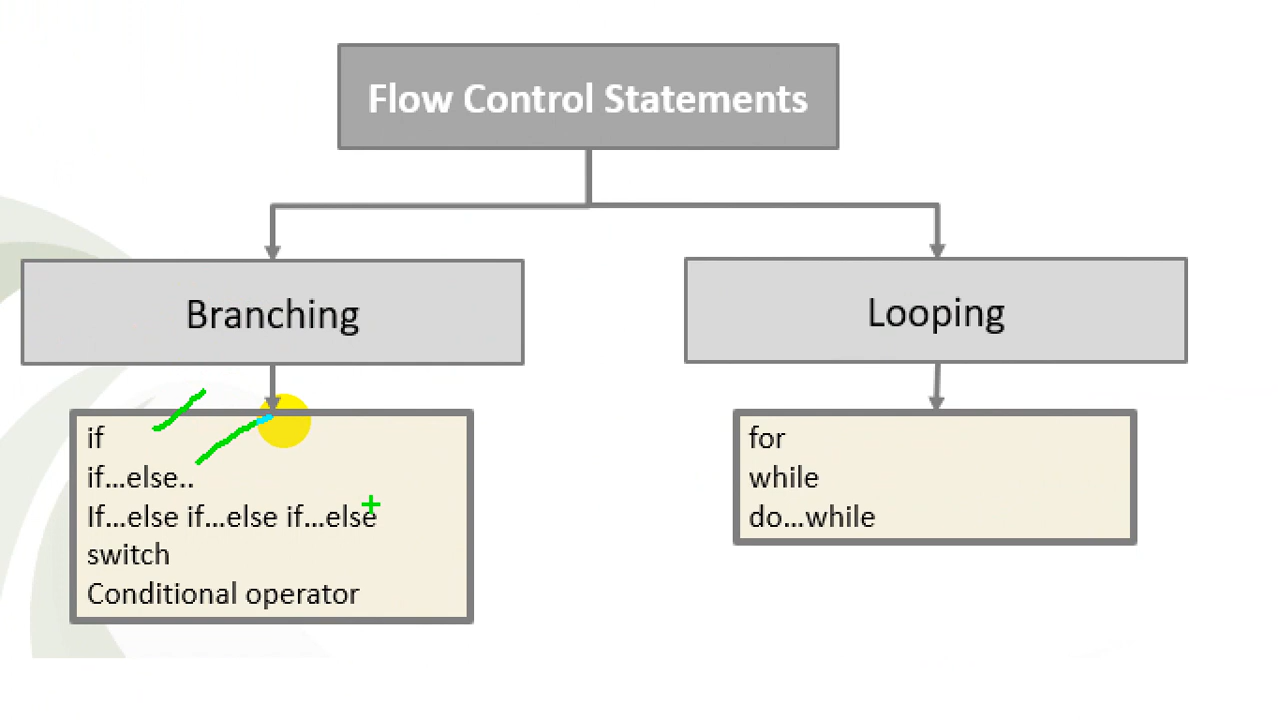 Flow Control Statements
Branching
Looping
if
if...else..
If...else if...else if...else
switch
Conditional operator
for
while
do...while